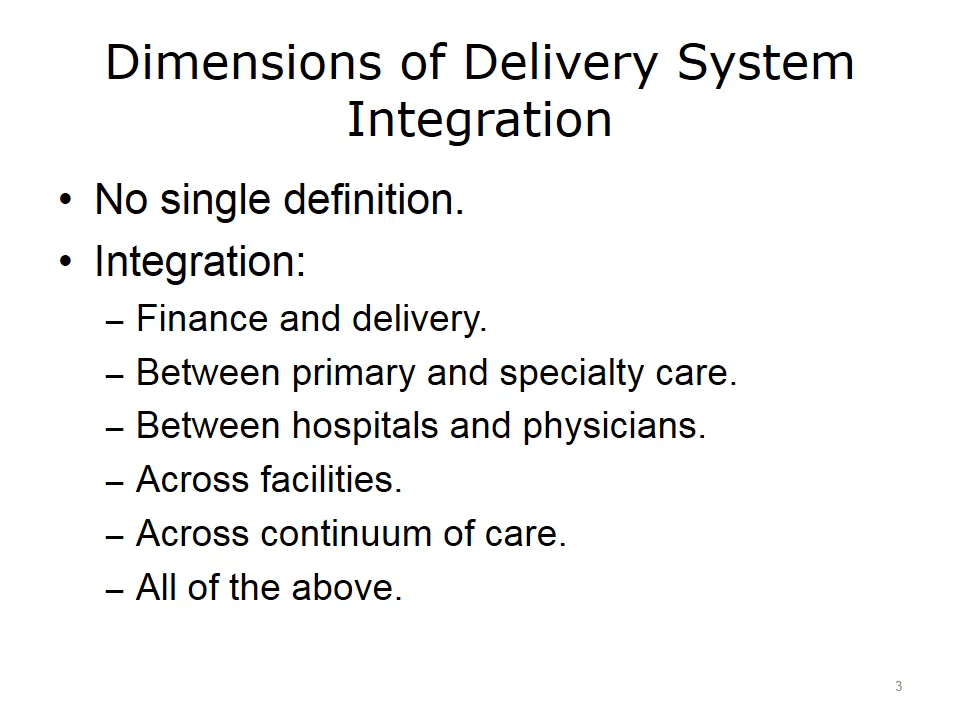 Dimensions of Delivery System
Integration
• No single definition.
• Integration:
– Finance and delivery.
– Between primary and specialty care.
– Between hospitals and physicians.
– Across facilities.
– Across continuum of care.
– All of the above.
3